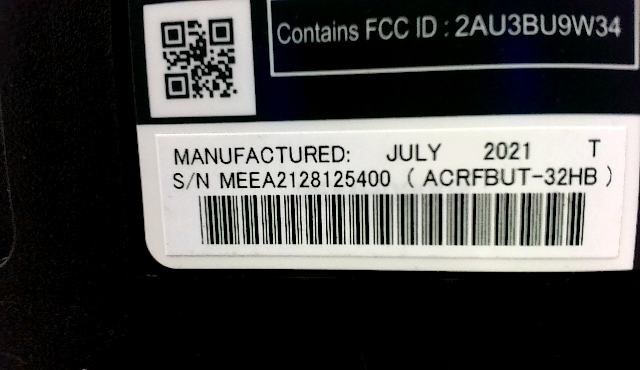 Contains FCC ID : 2AU3BU9W34
MANUFACTURED: JULY 2021 T
S/N MEEA2128125400 ( ACRFBUT-32HB )